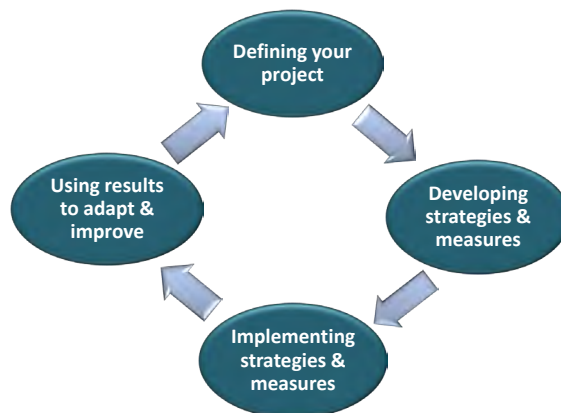 Defining your
project
Developing
strategies &
measures
Implementing
strategies &
measures
Using results
to adapt &
improve